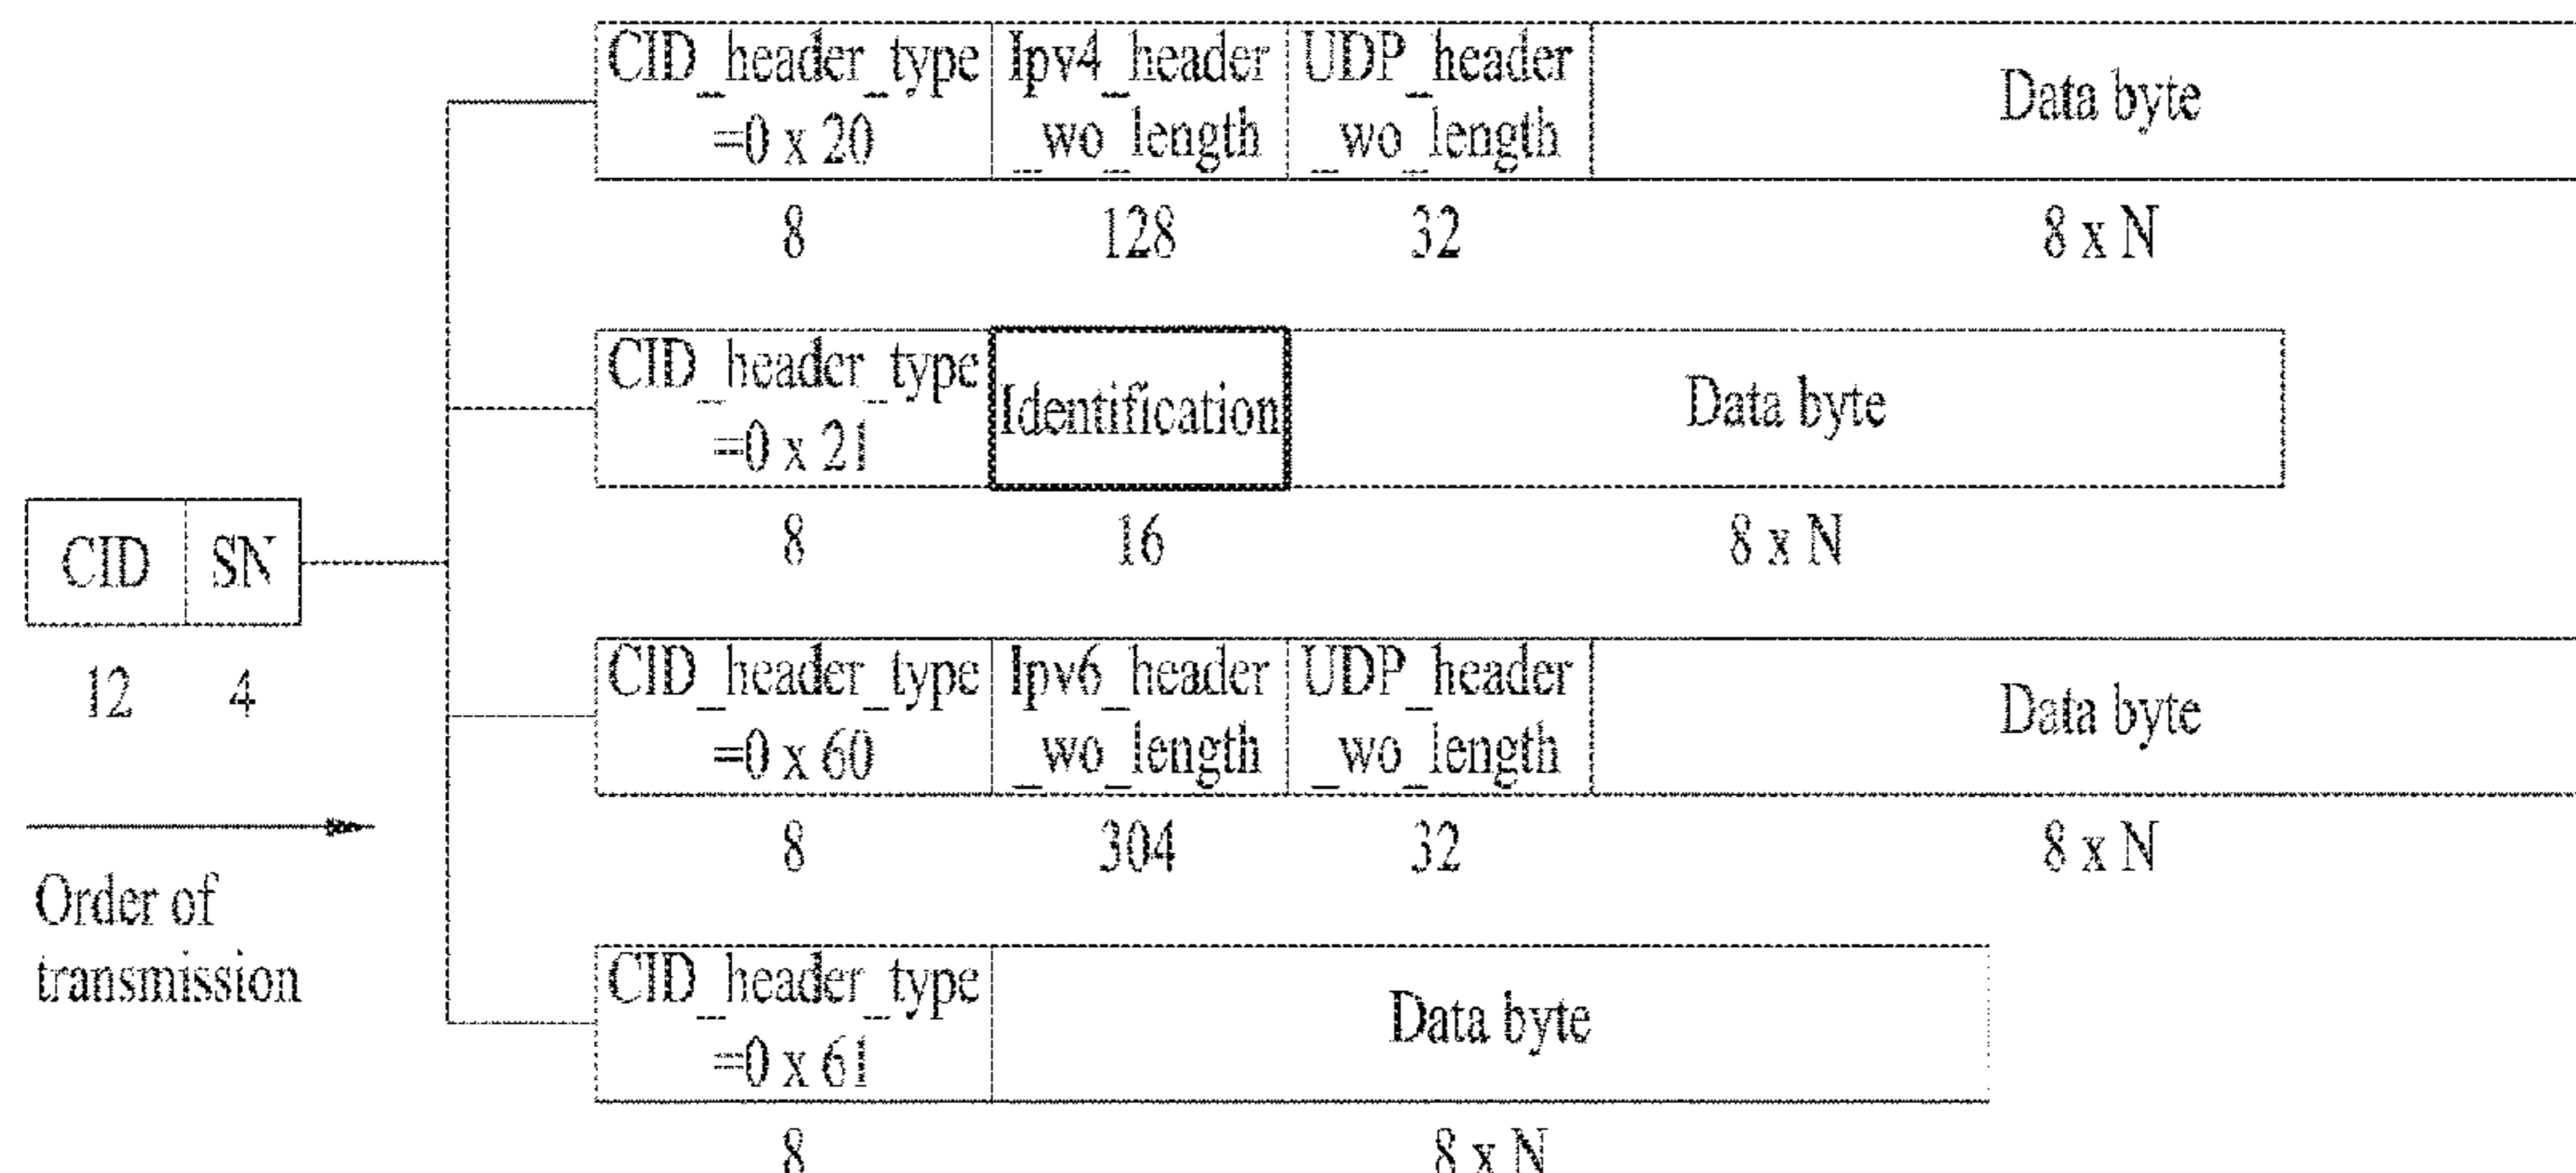 CID_header_type
=0 x 20
Ipv4_header
_wo_length
UDP_header
_wo_length
Data byte
8
128
32
8 x N
CID_header_type
=0 x 21
Identification
Data byte
8
16
8 x N
CID
SN
12
4
CID_header_type
=0 x 60
Ipv6_header
_wo_length
UDP_header
_wo_length
Data byte
8
304
32
8 x N
Order of
transmission
CID_header_type
=0 x 61
Data byte
8
8 x N